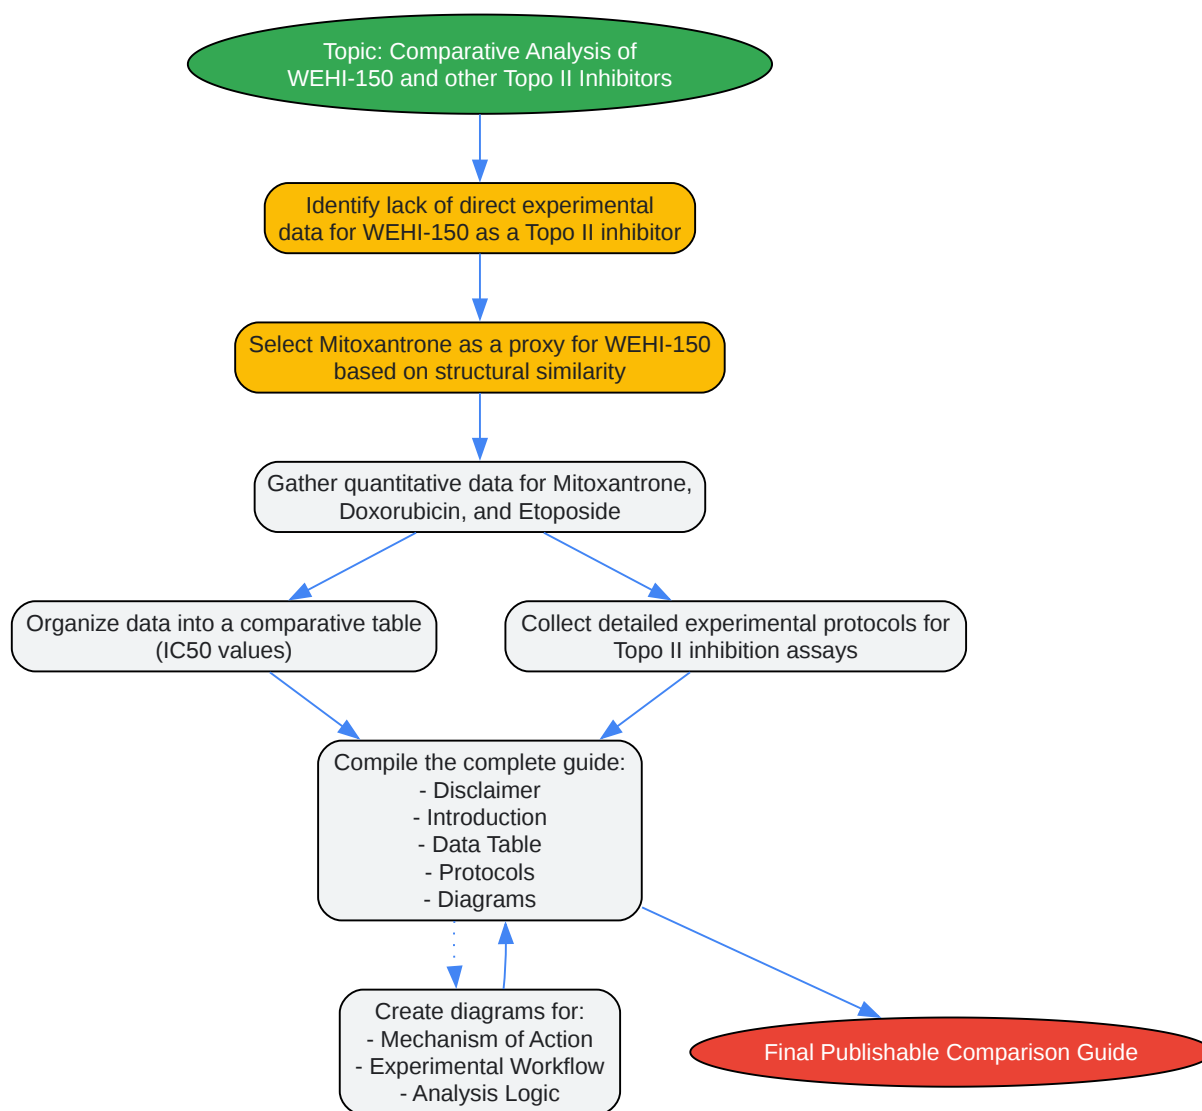 Topic: Comparative Analysis of
WEHI-150 and other Topo II Inhibitors
Identify lack of direct experimental
data for WEHI-150 as a Topo II inhibitor
Select Mitoxantrone as a proxy for WEHI-150
based on structural similarity
Gather quantitative data for Mitoxantrone,
Doxorubicin, and Etoposide
Organize data into a comparative table
(IC50 values)
Collect detailed experimental protocols for
Topo II inhibition assays
Compile the complete guide:
- Disclaimer
- Introduction
- Data Table
- Protocols
- Diagrams
Create diagrams for:
- Mechanism of Action
- Experimental Workflow
- Analysis Logic
Final Publishable Comparison Guide